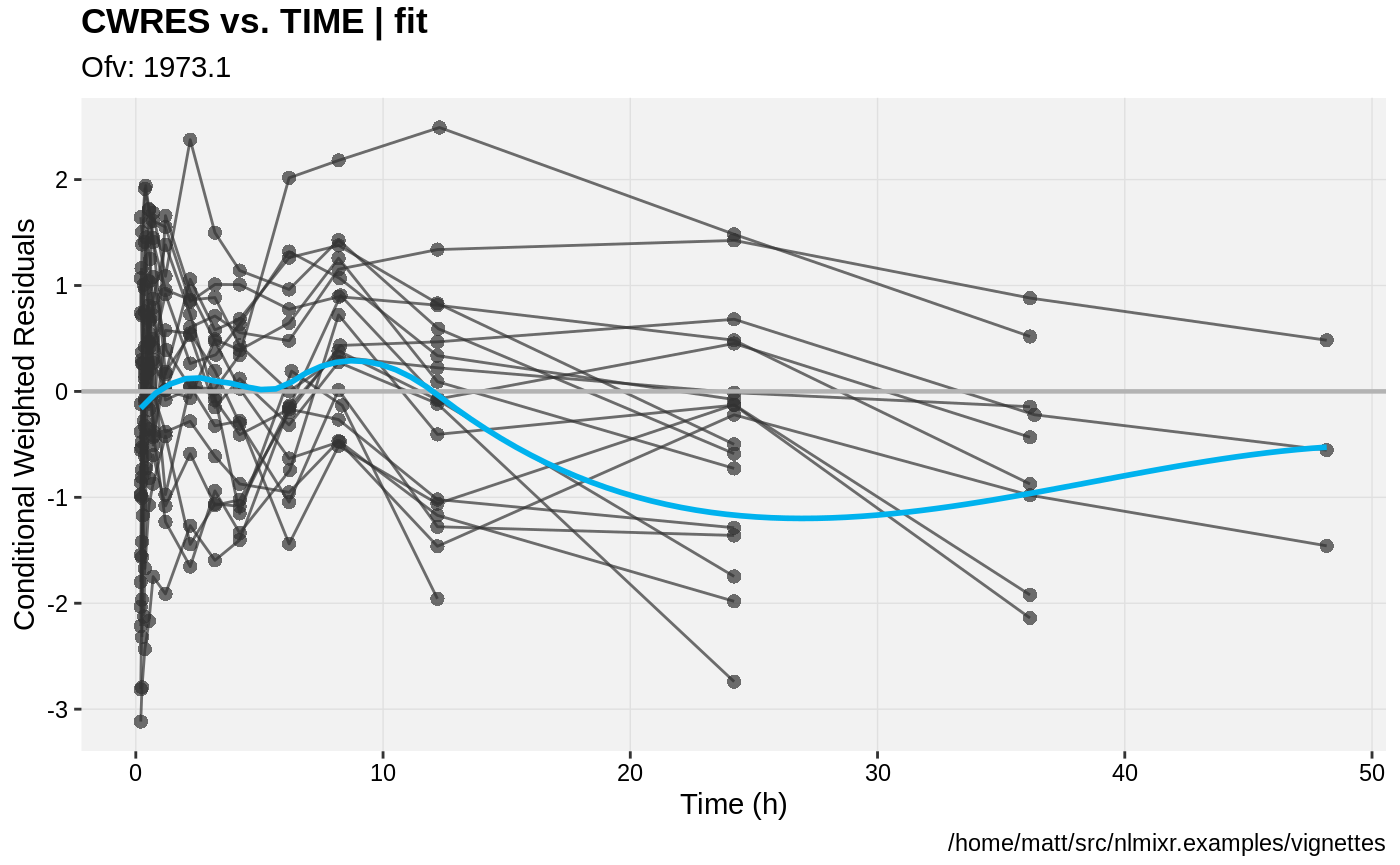 CWRES vs. TIME | fit
Ofv: 1973.1
Conditional Weighted Residuals
2
1
0
-1
-2
-3
0 10 20 30 40 50
Time (h)
/home/matt/src/nlmixr.examples/vignettes